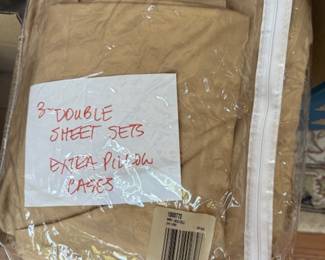 3-DOUBLE
SHEET SETS
EXTRA PILLOW
CASES